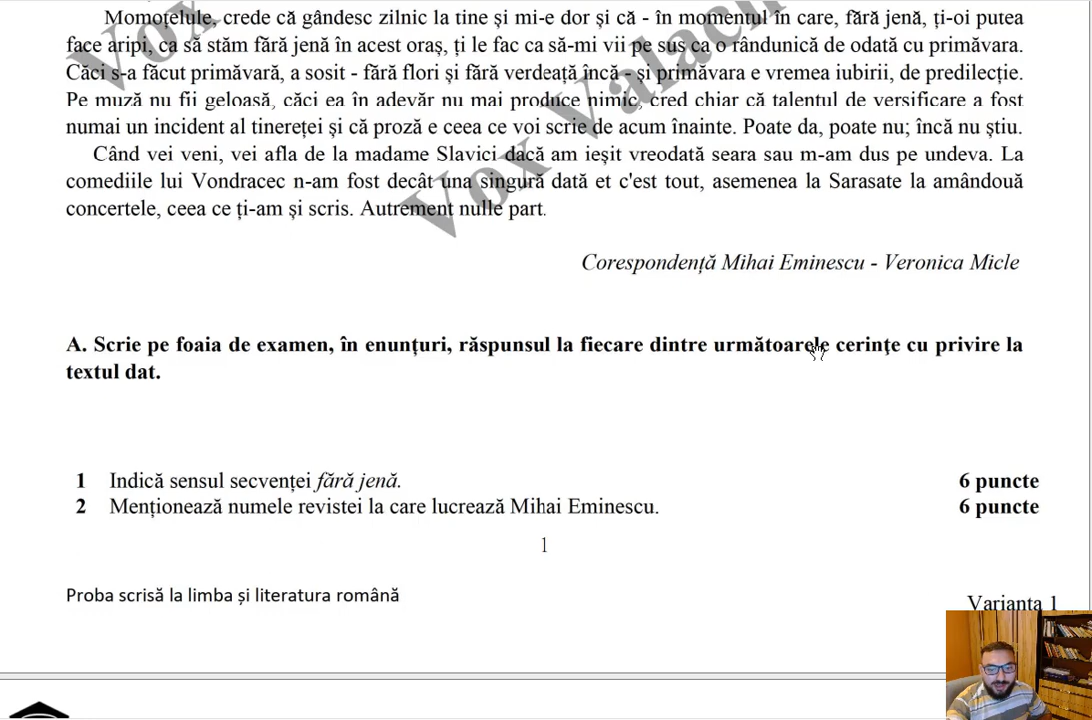 Momoțelule, crede că gândesc zilnic la tine și mi-e dor și că - în momentul în care, fără jenă, ți-oi putea
face aripi, ca să stăm fără jenă în acest oraș, ți le fac ca să-mi vii pe sus ca o rândunică de odată cu primăvara.
Căci s-a făcut primăvară, a sosit - fără flori și fără verdeață încă - și primăvara e vremea iubirii, de predilecție.
Pe muză nu fii geloasă, căci ea în adevăr nu mai produce nimic, cred chiar că talentul de versificare a fost
numai un incident al tinereței și că proză e ceea ce voi scrie de acum înainte. Poate da, poate nu; încă nu știu.
Când vei veni, vei afla de la madame Slavici dacă am ieșit vreodată seara sau m-am dus pe undeva. La
comediile lui Vondracec n-am fost decât una singură dată et c'est tout, asemenea la Sarasate la amândouă
concertele, ceea ce ți-am și scris. Autrement nulle part.
Vox Valach
Corespondență Mihai Eminescu - Veronica Micle
A. Scrie pe foaia de examen, în enunțuri, răspunsul la fiecare dintre următoarele cerințe cu privire la
textul dat.
1 Indică sensul secvenței fără jenă. 6 puncte
2 Menționează numele revistei la care lucrează Mihai Eminescu. 6 puncte
1
Proba scrisă la limba și literatura română
Varianta 1